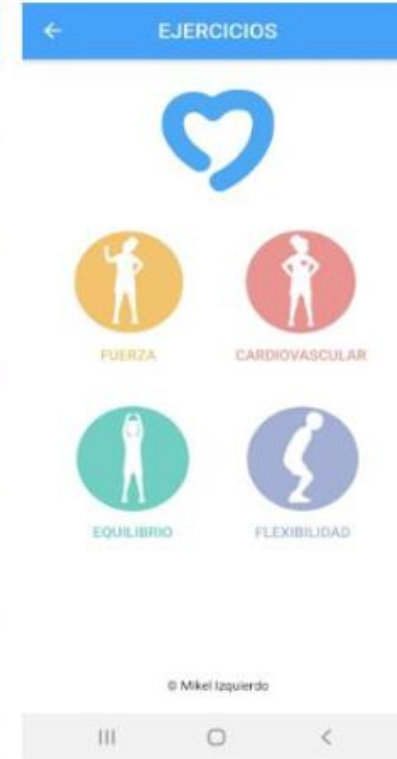 EJERCICIOS
FUERZA
CARDIOVASCULAR
EQUILIBRIO
FLEXIBILIDAD
© Mikel Izquierdo